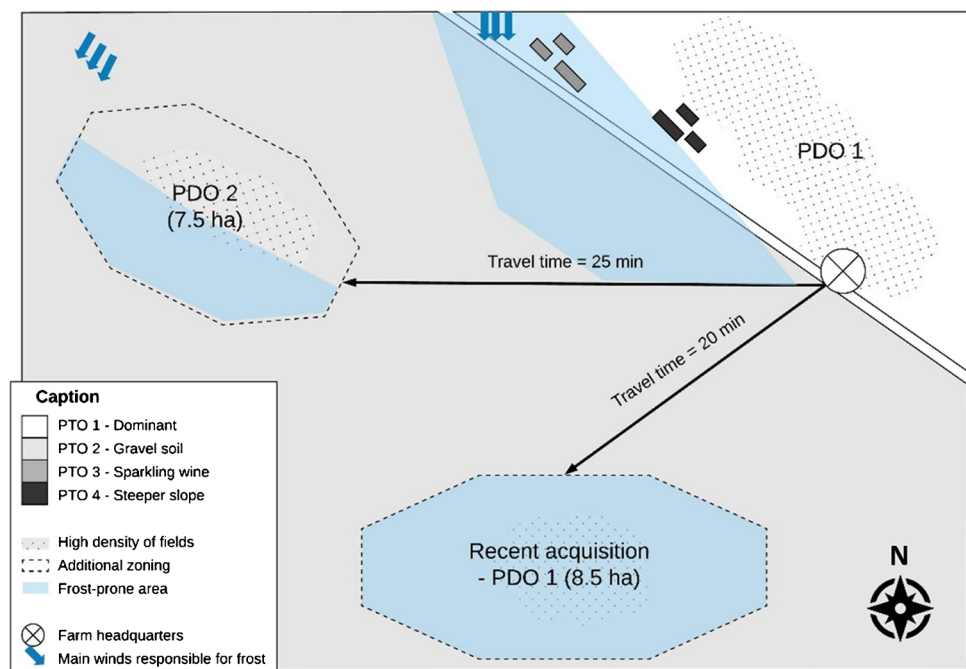 PDO 1
PDO 2
(7.5 ha)
Travel time = 25 min
Travel time = 20 min
Recent acquisition
- PDO 1 (8.5 ha)
N
Caption
PTO 1 - Dominant
PTO 2 - Gravel soil
PTO 3 - Sparkling wine
PTO 4 - Steeper slope
High density of fields
Additional zoning
Frost-prone area
Farm headquarters
Main winds responsible for frost